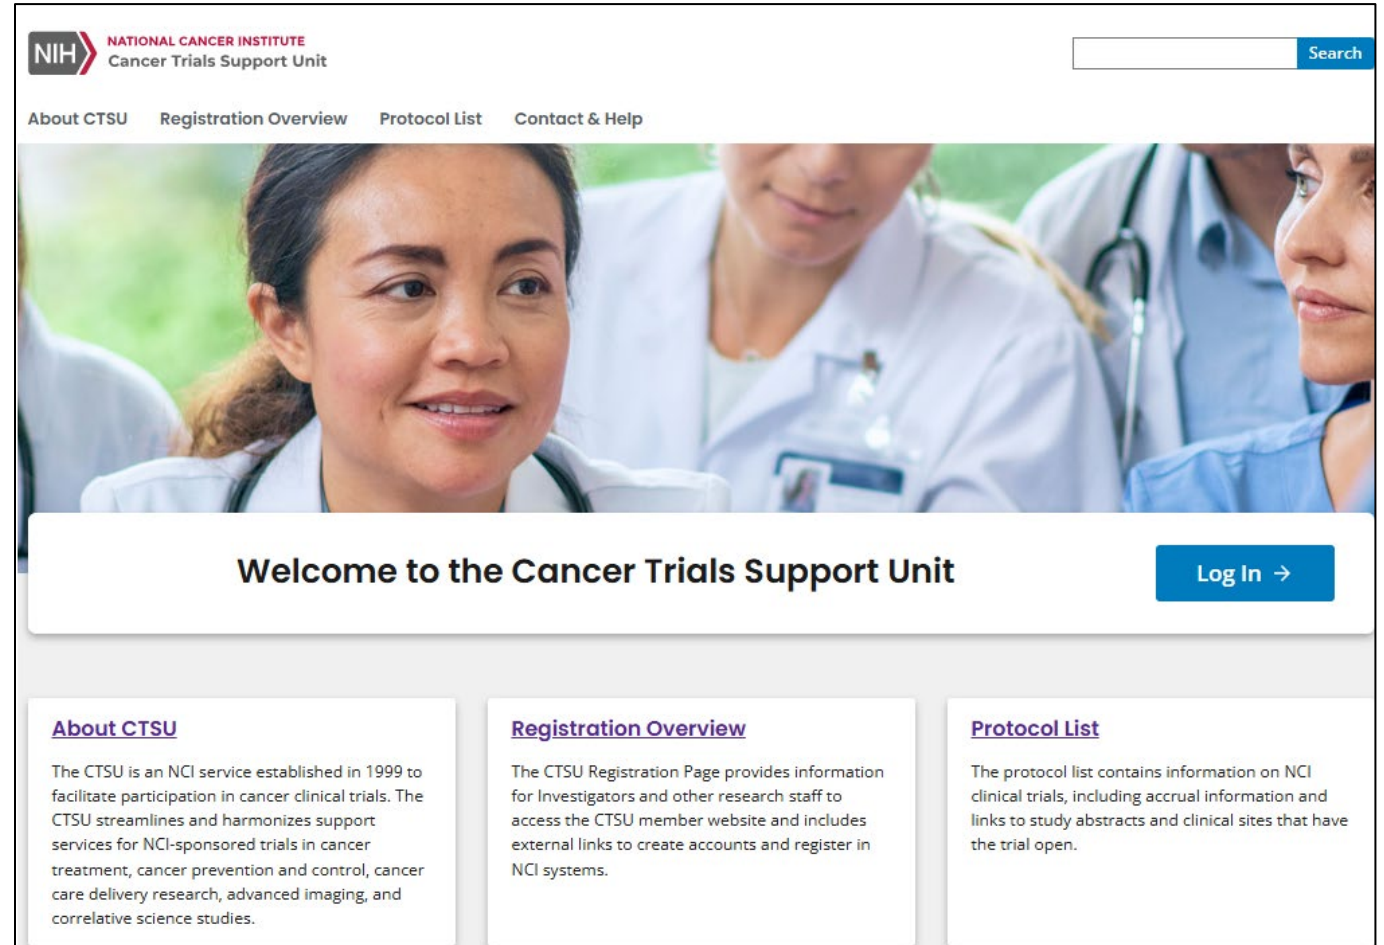 NIH
NATIONAL CANCER INSTITUTE
Cancer Trials Support Unit
Search
About CTSU
Registration Overview
Protocol List
Contact & Help
Welcome to the Cancer Trials Support Unit
Log In →
About CTSU
The CTSU is an NCI service established in 1999 to
facilitate participation in cancer clinical trials. The
CTSU streamlines and harmonizes support
services for NCI-sponsored trials in cancer
treatment, cancer prevention and control, cancer
care delivery research, advanced imaging, and
correlative science studies.
Registration Overview
The CTSU Registration Page provides information
for Investigators and other research staff to
access the CTSU member website and includes
external links to create accounts and register in
NCI systems.
Protocol List
The protocol list contains information on NCI
clinical trials, including accrual information and
links to study abstracts and clinical sites that have
the trial open.